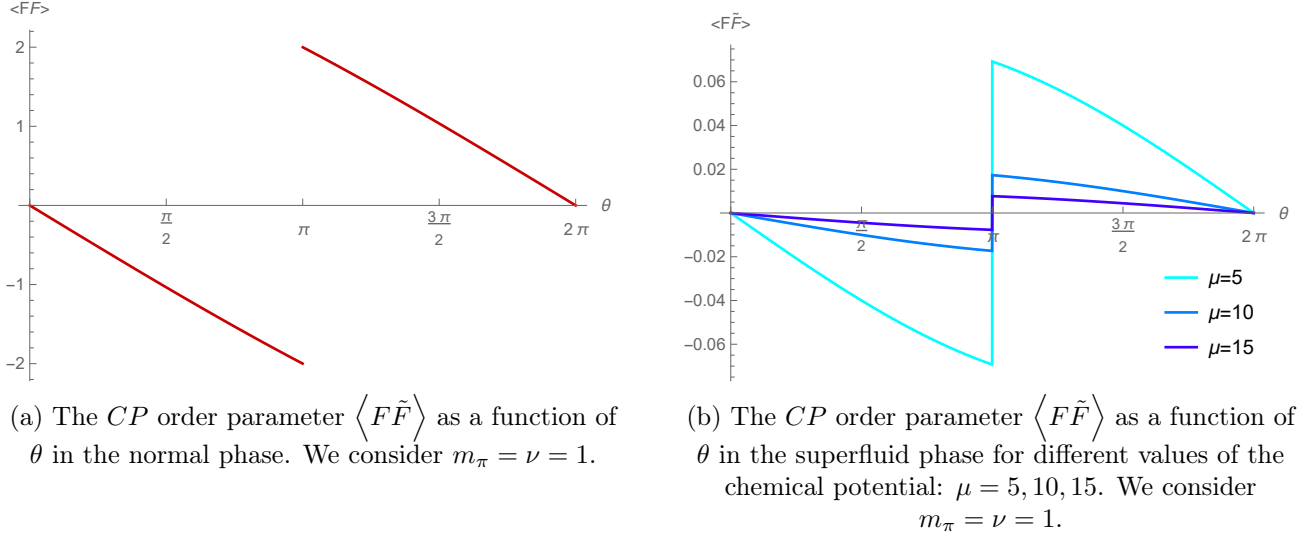 <FF>
2
1
-1
-2
π/2
π
3π/2
2π
θ
(a) The CP order parameter ⟨FF̃⟩ as a function of
θ in the normal phase. We consider m_π = ν = 1.
<FF̃>
0.06
0.04
0.02
-0.02
-0.04
-0.06
π/2
π
3π/2
2π
θ
μ=5
μ=10
μ=15
(b) The CP order parameter ⟨FF̃⟩ as a function of
θ in the superfluid phase for different values of the
chemical potential: μ = 5, 10, 15. We consider
m_π = ν = 1.